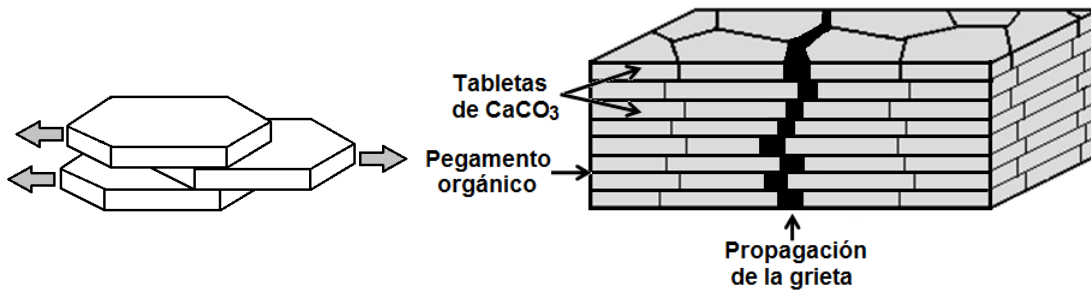 Tabletas
de CaCO3
Pegamento
orgánico
Propagación
de la grieta